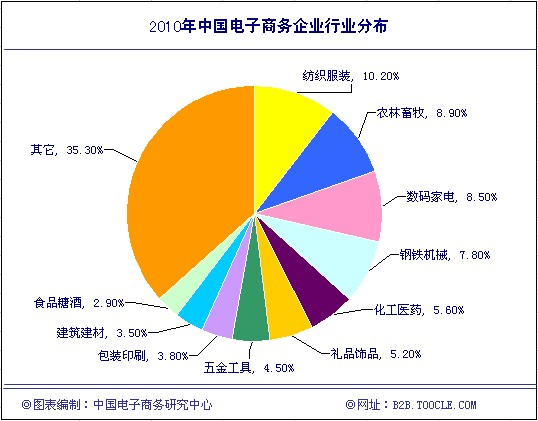 2010年中国电子商务企业行业分布
纺织服装, 10.20%
农林畜牧, 8.90%
数码家电, 8.50%
钢铁机械, 7.80%
化工医药, 5.60%
礼品饰品, 5.20%
五金工具, 4.50%
包装印刷, 3.80%
建筑建材, 3.50%
食品糖酒, 2.90%
其它, 35.30%
◎图表编制：中国电子商务研究中心
◎网址：B2B.TOOCLE.COM